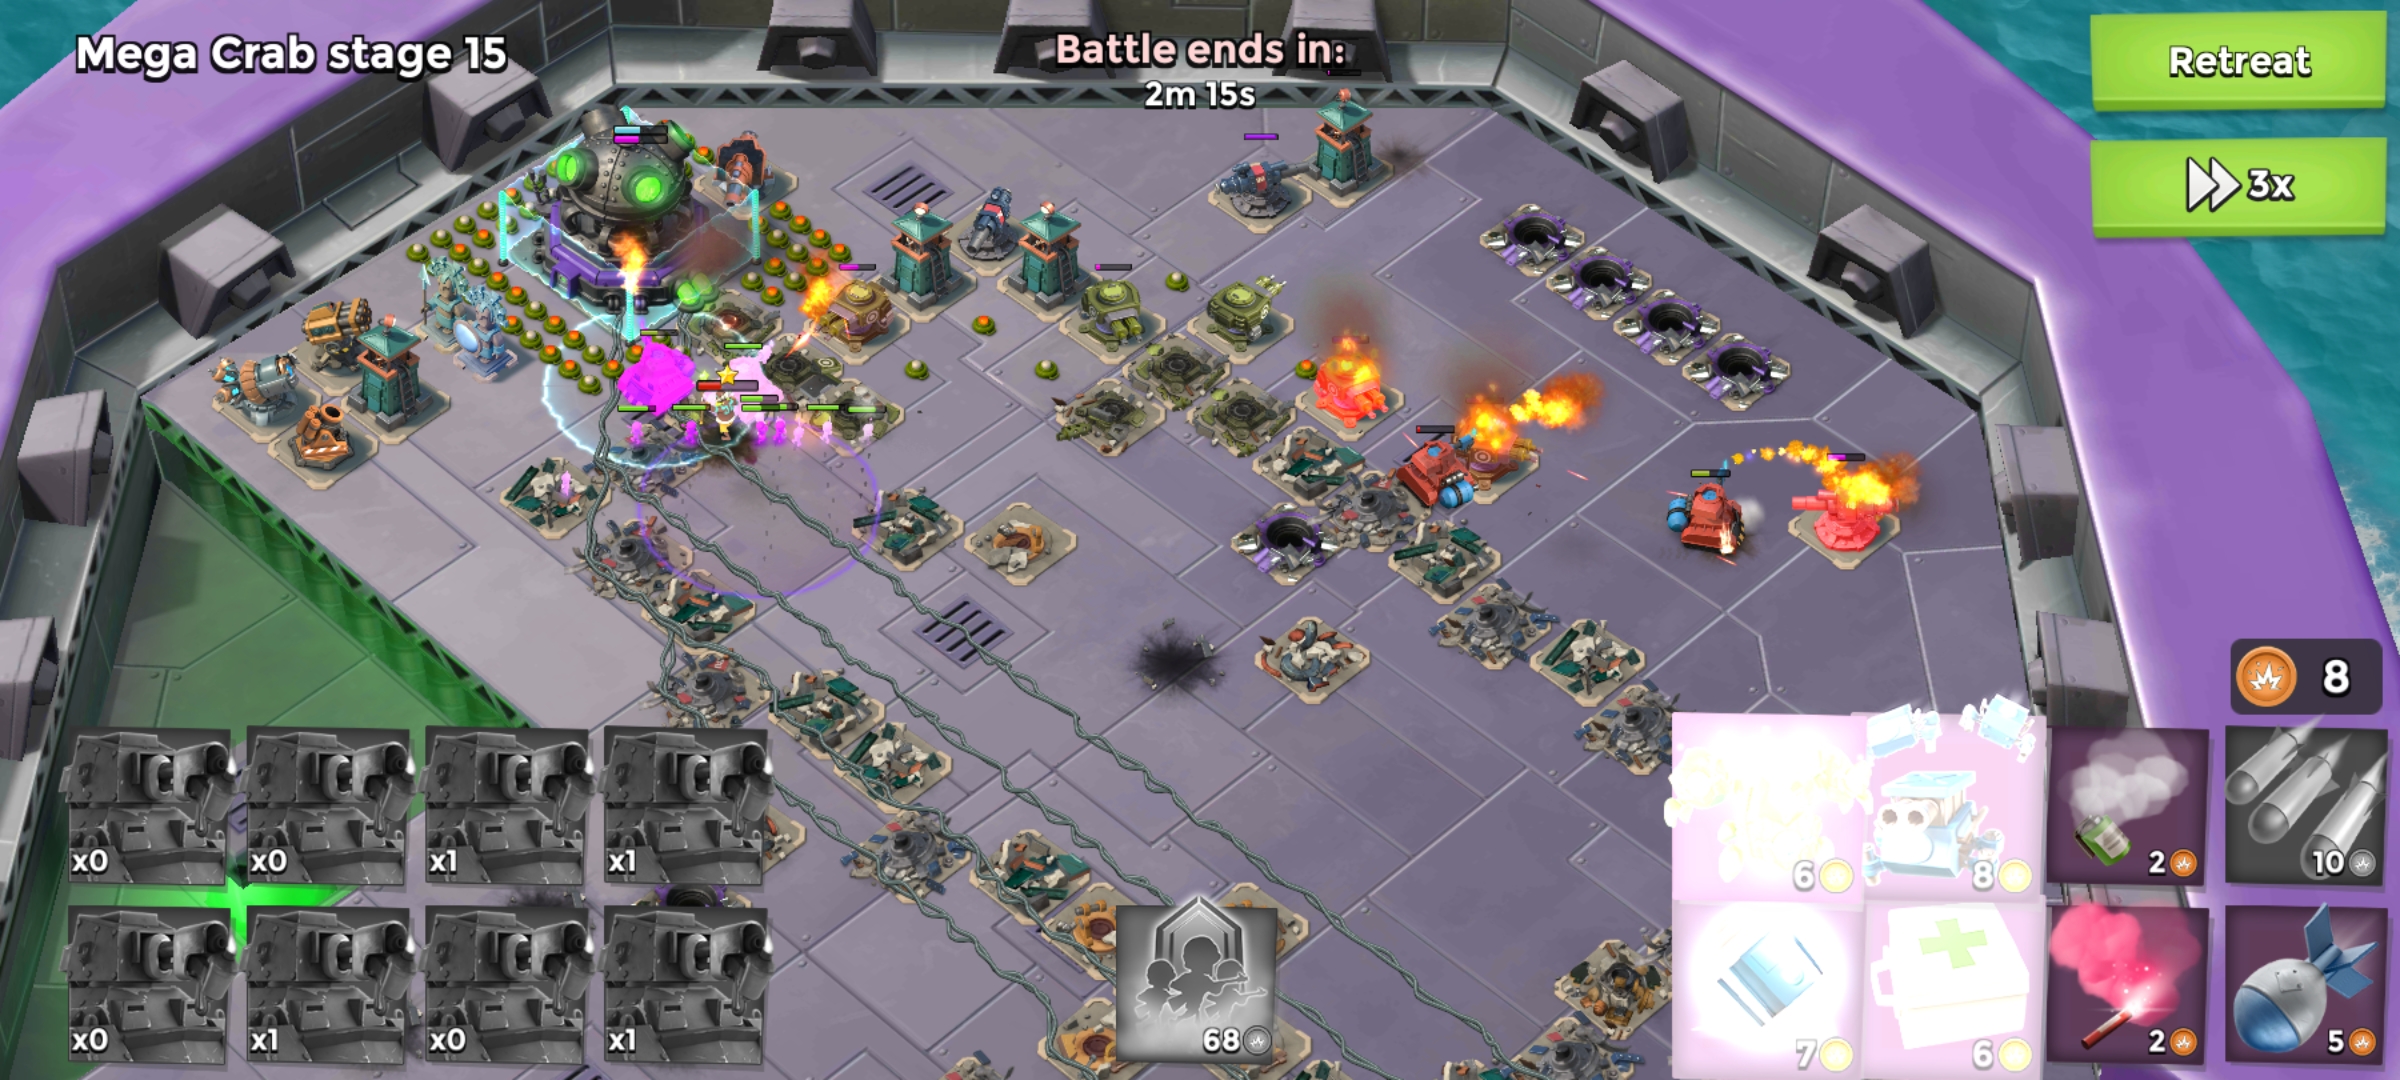 Mega Crab stage 15
Battle ends in:
2m 15s
Retreat
3x
8
x0
x0
x1
x1
6
8
2
10
x0
x1
x0
x1
68
7
6
2
5